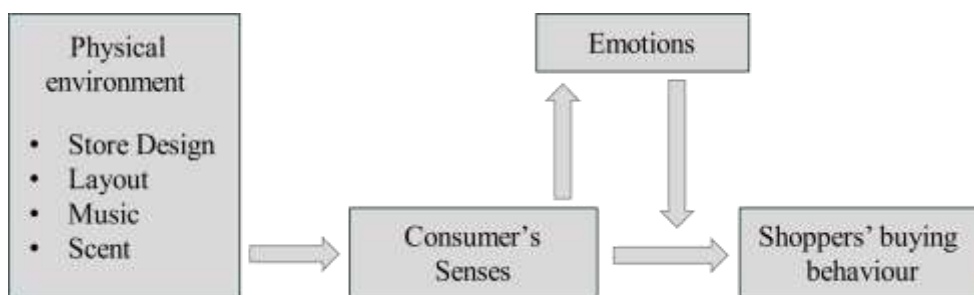 Physical
environment
• Store Design
• Layout
• Music
• Scent
Emotions
Consumer's
Senses
Shoppers' buying
behaviour